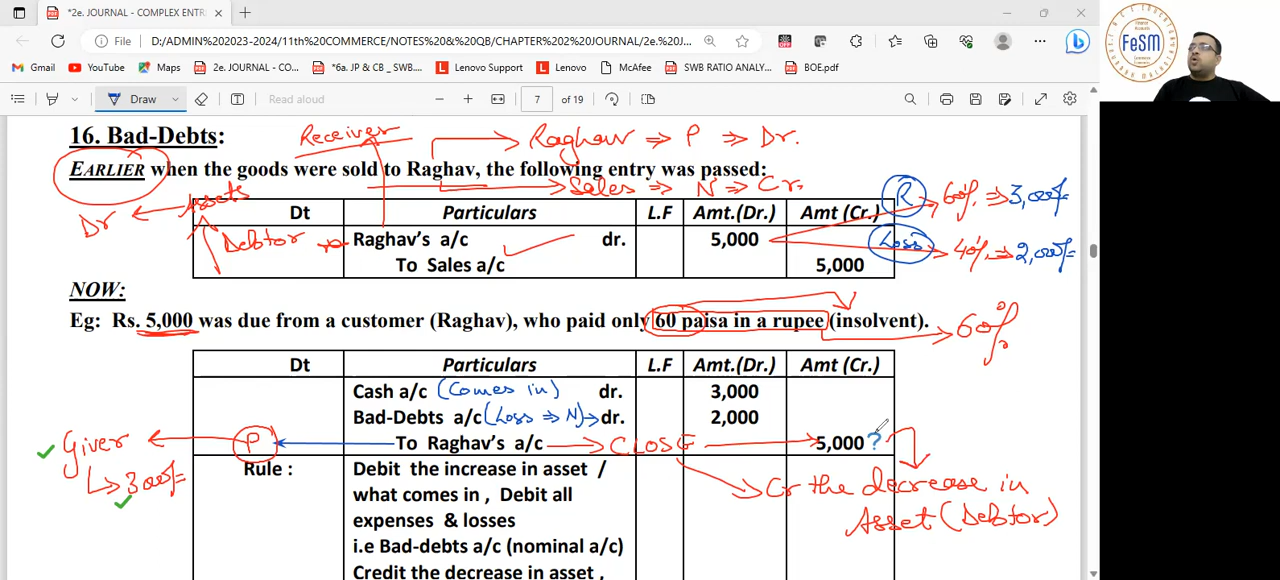 *2e. JOURNAL - COMPLEX ENTR
File
D:/ADMIN%202023-2024/11th%20COMMERCE/NOTES%20&%20QB/CHAPTER%202%20JOURNAL/2e.%20J...
Gmail
YouTube
Maps
2e. JOURNAL - CO...
*6a. JP & CB _ SWB....
Lenovo Support
Lenovo
McAfee
SWB RATIO ANALY...
BOE.pdf
Draw
Read aloud
7
of 19
FeSM
16. Bad-Debts:
Receiver
Raghav ⇒ P ⇒ Dr.
EARLIER when the goods were sold to Raghav, the following entry was passed:
Sales ⇒ N ⇒ Cr.
Assets
Dr
R
60% ⇒ 3,000/-
Dt Particulars L.F Amt.(Dr.) Amt (Cr.)
Debtor
Raghav's a/c dr. 5,000
Loss
40% ⇒ 2,000/-
To Sales a/c 5,000
NOW:
Eg: Rs. 5,000 was due from a customer (Raghav), who paid only 60 paisa in a rupee (insolvent).
60%
Dt Particulars L.F Amt.(Dr.) Amt (Cr.)
Cash a/c (Comes in) dr. 3,000
Bad-Debts a/c (Loss ⇒ N) dr. 2,000
Giver
P
To Raghav's a/c CLOSE 5,000 ?
3000/-
Rule : Debit the increase in asset /
what comes in , Debit all
expenses & losses
i.e Bad-debts a/c (nominal a/c)
Credit the decrease in asset ,
Cr the decrease in
Asset (Debtor)